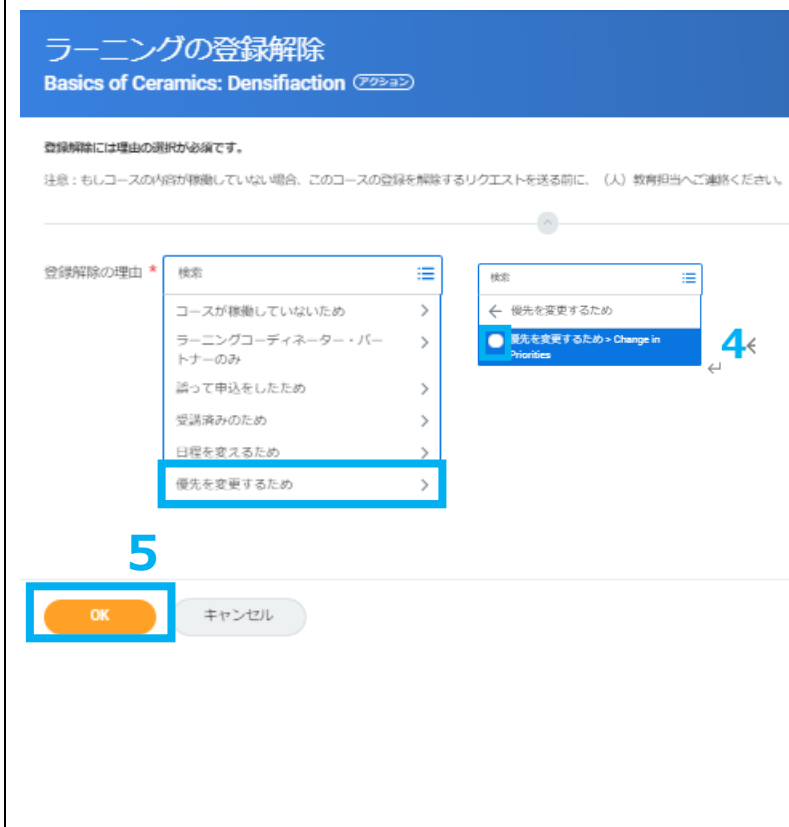 ラーニングの登録解除
Basics of Ceramics: Densifiaction アクション
登録解除には理由の選択が必須です。
注意：もしコースの内容が稼働していない場合、このコースの登録を解除するリクエストを送る前に、（人）教育担当へご連絡ください。
登録解除の理由 *
検索
コースが稼働していないため
ラーニングコーディネーター・パー
トナーのみ
誤って申込をしたため
受講済みのため
日程を変えるため
優先を変更するため
検索
← 優先を変更するため
優先を変更するため > Change in
Priorities
4
5
OK
キャンセル